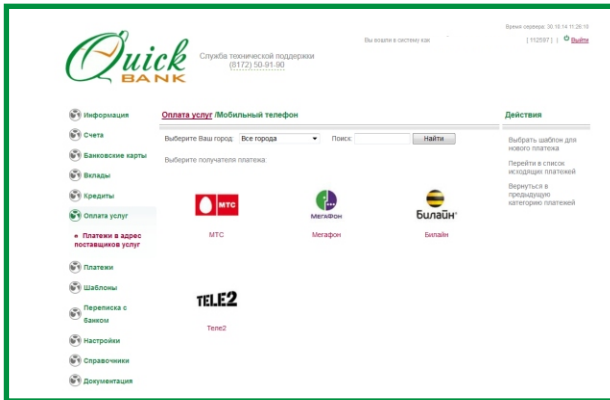 Время сервера: 30.10.14 11:26:10
Вы вошли в систему как
[ 112587 ] | Выйти
Quick
BANK
Служба технической поддержки
(8172) 50-91-90
Информация
Счета
Банковские карты
Вклады
Кредиты
Оплата услуг
« Платежи в адрес
поставщиков услуг
Платежи
Шаблоны
Переписка с
банком
Настройки
Справочники
Документация
Оплата услуг /Мобильный телефон
Выберите Ваш город: Все города Поиск: Найти
Выберите получателя платежа:
МТС
МЕГАФОН
Билайн
МТС
Мегафон
Билайн
TELE2
Теле2
Действия
Выбрать шаблон для
нового платежа
Перейти в список
исходящих платежей
Вернуться в
предыдущую
категорию платежей